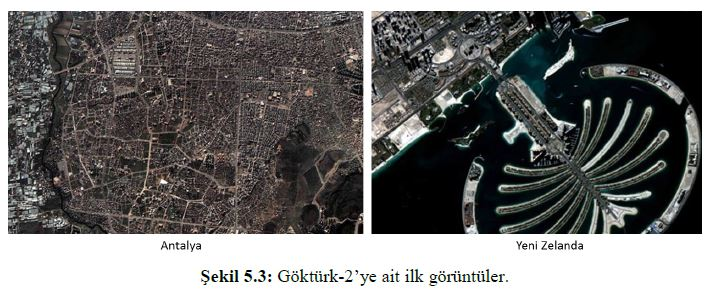 Antalya
Yeni Zelanda
Şekil 5.3: Göktürk-2’ye ait ilk görüntüler.